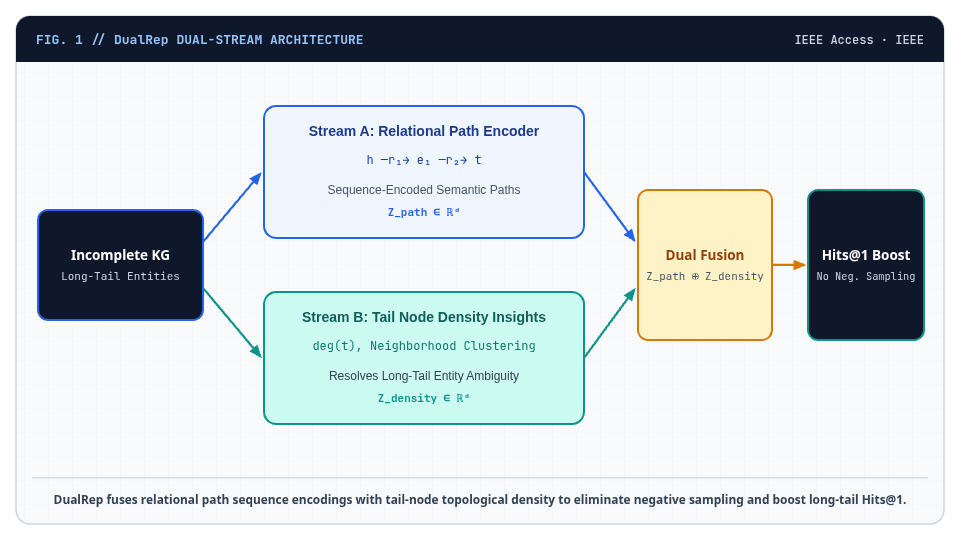 FIG. 1 // DualRep DUAL-STREAM ARCHITECTURE
IEEE Access · IEEE
Incomplete KG
Long-Tail Entities
Stream A: Relational Path Encoder
h —r₁→ e₁ —r₂→ t
Sequence-Encoded Semantic Paths
Z_path ∈ ℝᵈ
Stream B: Tail Node Density Insights
deg(t), Neighborhood Clustering
Resolves Long-Tail Entity Ambiguity
Z_density ∈ ℝᵈ
Dual Fusion
Z_path ⊕ Z_density
Hits@1 Boost
No Neg. Sampling
DualRep fuses relational path sequence encodings with tail-node topological density to eliminate negative sampling and boost long-tail Hits@1.